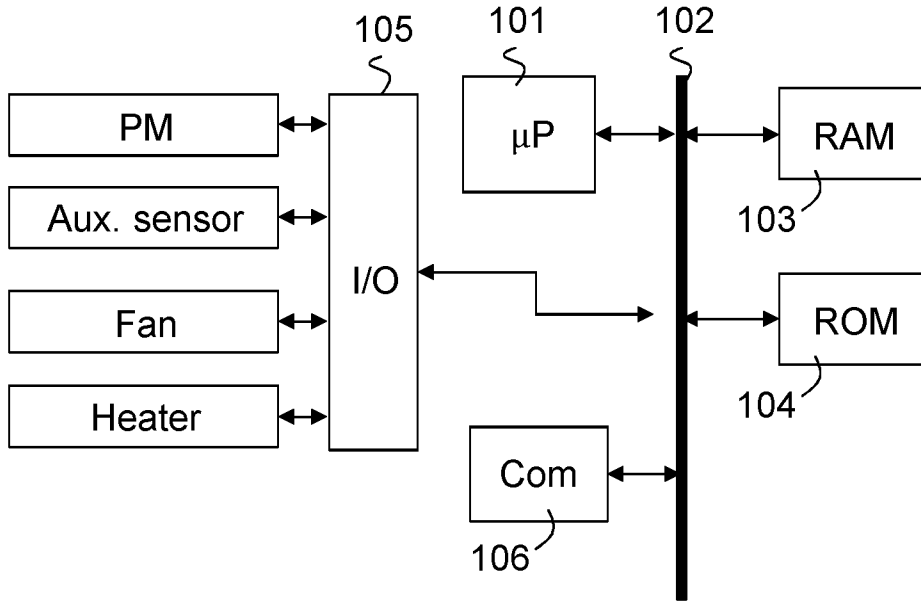 105
101
102
PM
μP
RAM
Aux. sensor
103
I/O
Fan
ROM
Heater
104
Com
106